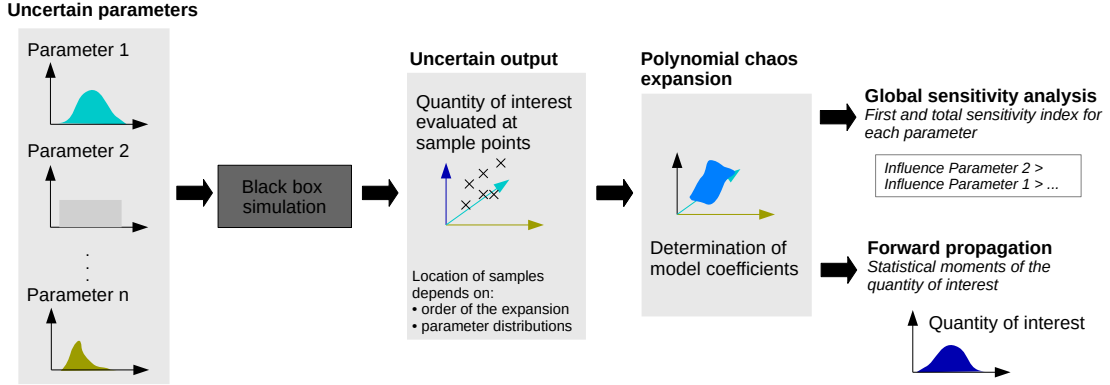 Uncertain parameters
Parameter 1
Parameter 2
.
.
.
Parameter n
Black box
simulation
Uncertain output
Quantity of interest
evaluated at
sample points
Location of samples
depends on:
• order of the expansion
• parameter distributions
Polynomial chaos
expansion
Determination of
model coefficients
Global sensitivity analysis
First and total sensitivity index for
each parameter
Influence Parameter 2 >
Influence Parameter 1 > ...
Forward propagation
Statistical moments of the
quantity of interest
Quantity of interest